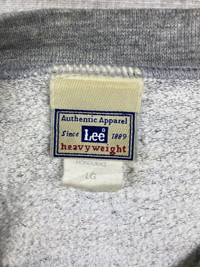 Authentic Apparel
Since Lee® 1889
heavyweight
LG